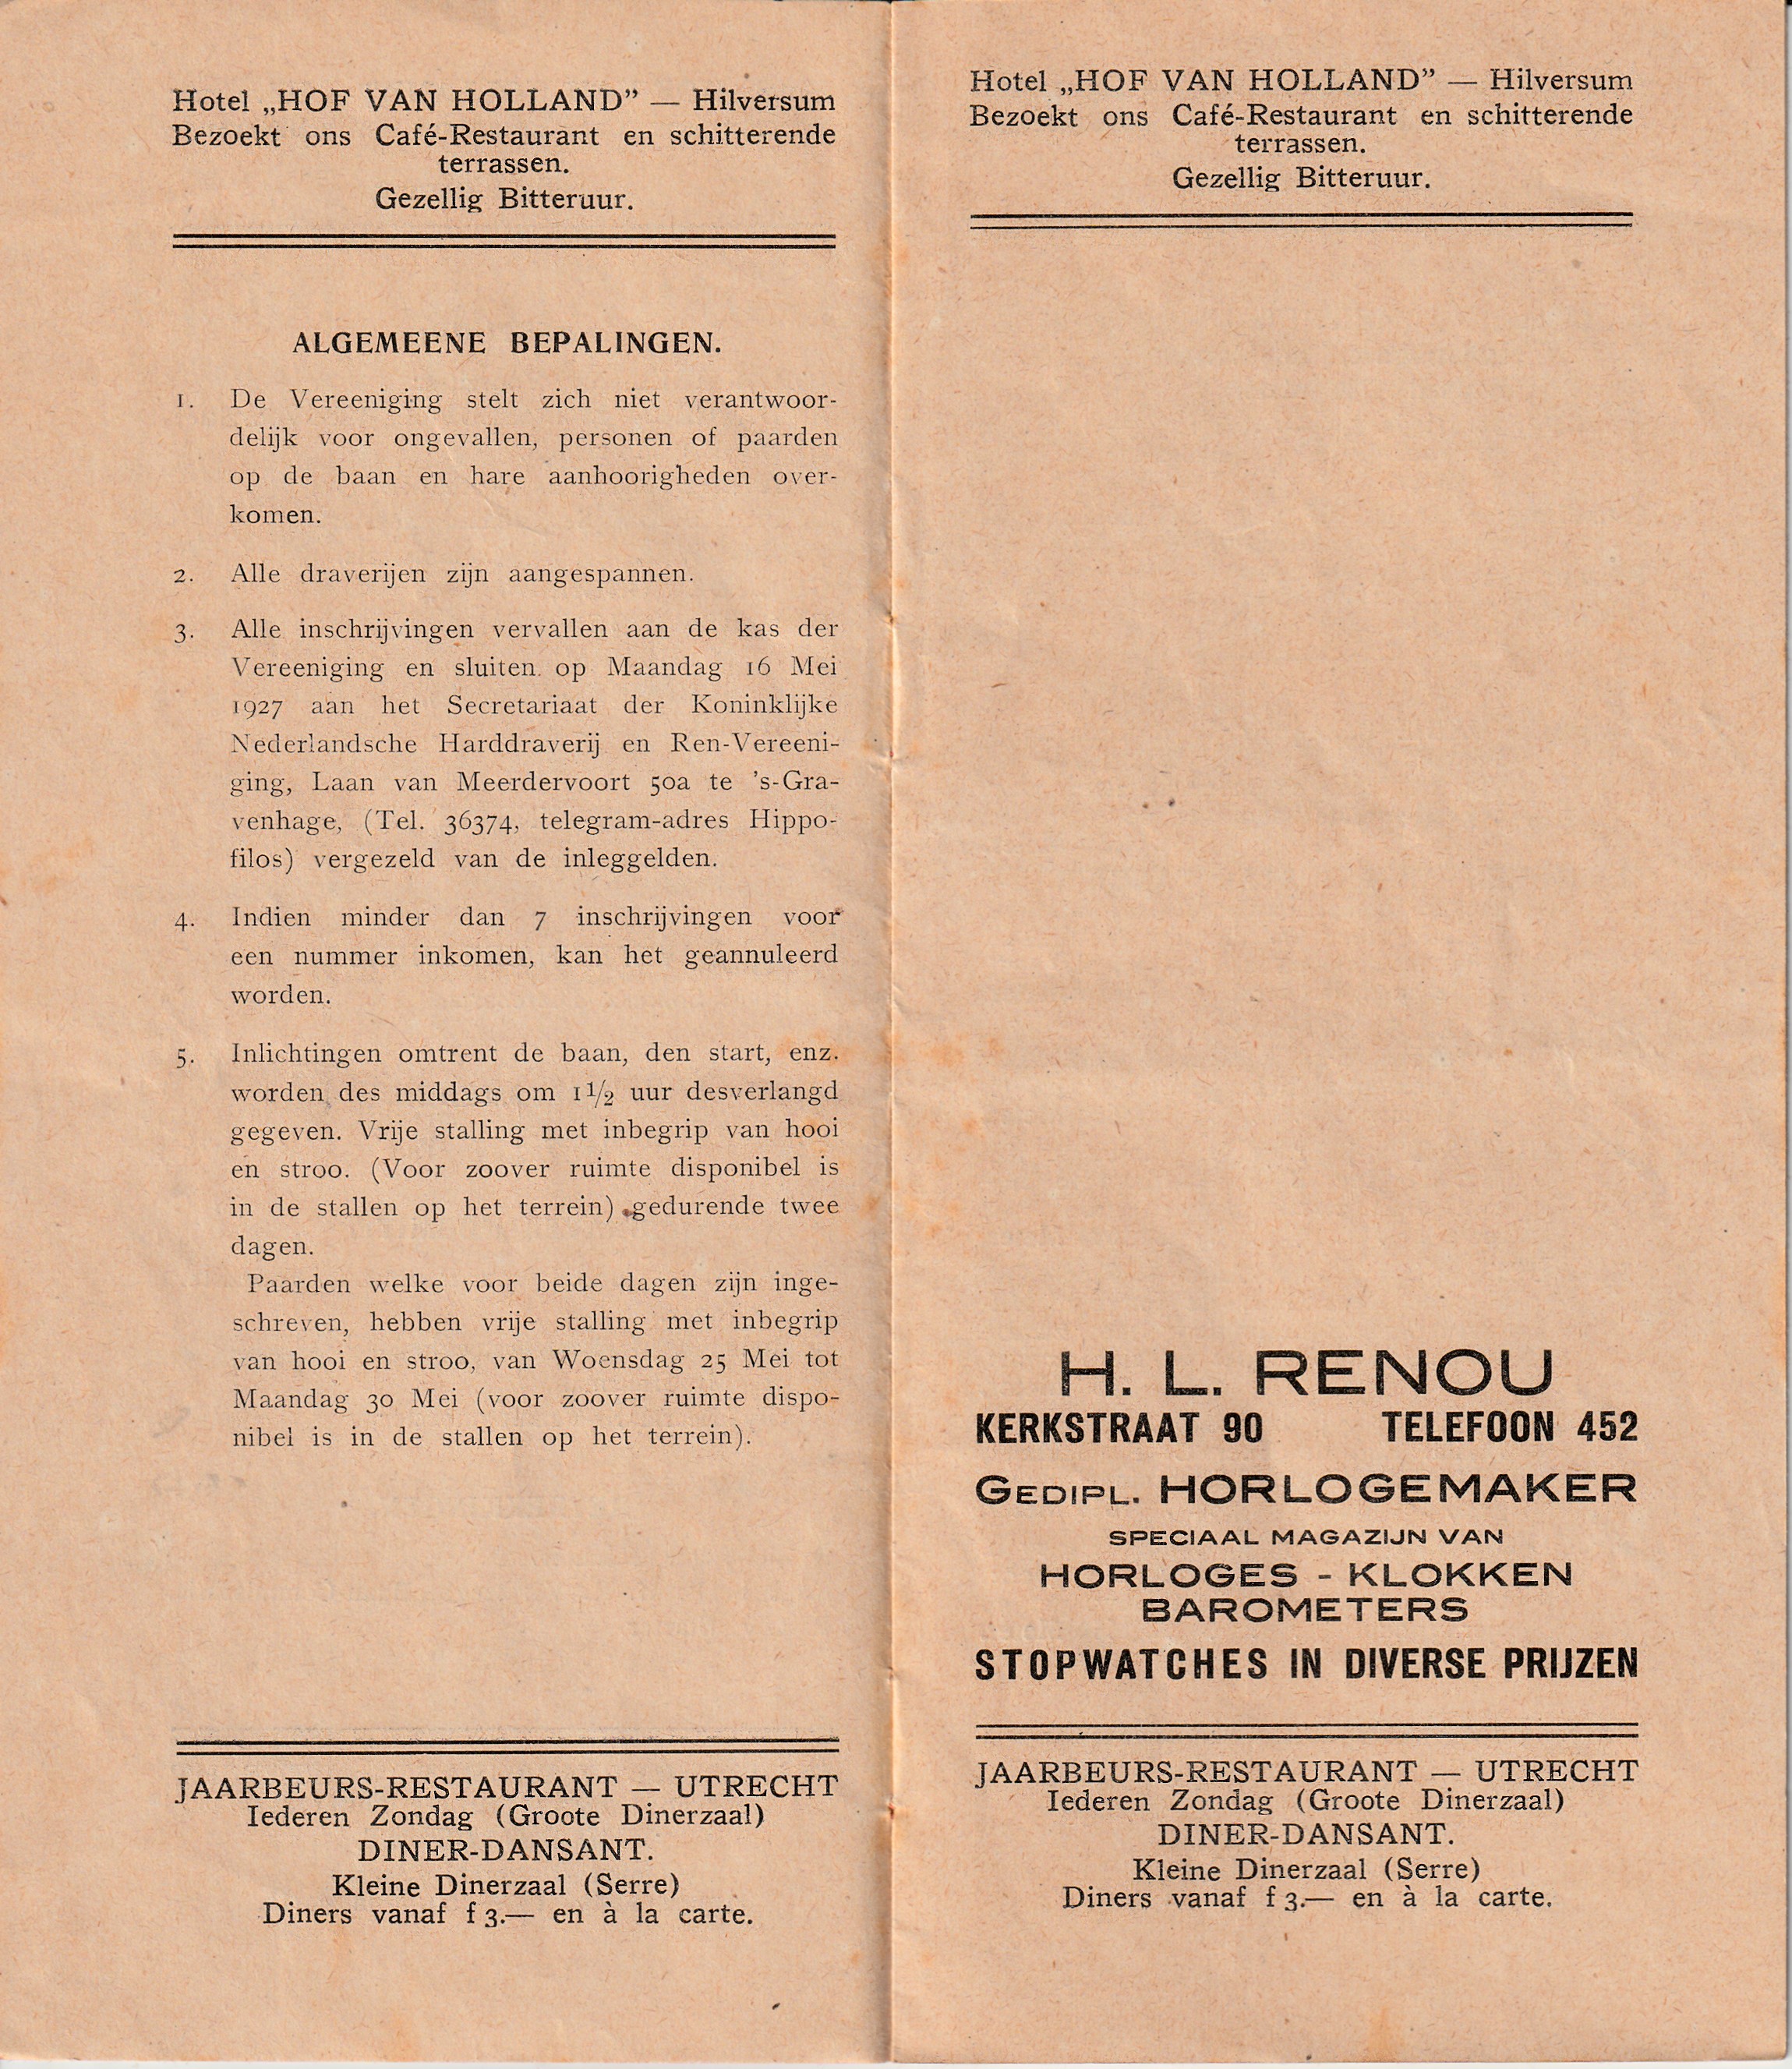 Hotel „HOF VAN HOLLAND” — Hilversum
Bezoekt ons Café-Restaurant en schitterende
terrassen.
Gezellig Bitteruur.
ALGEMEENE BEPALINGEN.
1. De Vereeniging stelt zich niet verantwoor-
delijk voor ongevallen, personen of paarden
op de baan en hare aanhoorigheden over-
komen.
2. Alle draverijen zijn aangespannen.
3. Alle inschrijvingen vervallen aan de kas der
Vereeniging en sluiten op Maandag 16 Mei
1927 aan het Secretariaat der Koninklijke
Nederlandsche Harddraverij en Ren-Vereeni-
ging, Laan van Meerdervoort 50a te 's-Gra-
venhage, (Tel. 36374, telegram-adres Hippo-
filos) vergezeld van de inleggelden.
4. Indien minder dan 7 inschrijvingen voor
een nummer inkomen, kan het geannuleerd
worden.
5. Inlichtingen omtrent de baan, den start, enz.
worden des middags om 1½ uur desverlangd
gegeven. Vrije stalling met inbegrip van hooi
en stroo. (Voor zoover ruimte disponibel is
in de stallen op het terrein) gedurende twee
dagen.
Paarden welke voor beide dagen zijn inge-
schreven, hebben vrije stalling met inbegrip
van hooi en stroo, van Woensdag 25 Mei tot
Maandag 30 Mei (voor zoover ruimte dispo-
nibel is in de stallen op het terrein).
JAARBEURS-RESTAURANT — UTRECHT
Iederen Zondag (Groote Dinerzaal)
DINER-DANSANT.
Kleine Dinerzaal (Serre)
Diners vanaf f 3.— en à la carte.
Hotel „HOF VAN HOLLAND” — Hilversum
Bezoekt ons Café-Restaurant en schitterende
terrassen.
Gezellig Bitteruur.
H. L. RENOU
KERKSTRAAT 90 TELEFOON 452
GEDIPL. HORLOGEMAKER
SPECIAAL MAGAZIJN VAN
HORLOGES - KLOKKEN
BAROMETERS
STOPWATCHES IN DIVERSE PRIJZEN
JAARBEURS-RESTAURANT — UTRECHT
Iederen Zondag (Groote Dinerzaal)
DINER-DANSANT.
Kleine Dinerzaal (Serre)
Diners vanaf f 3.— en à la carte.